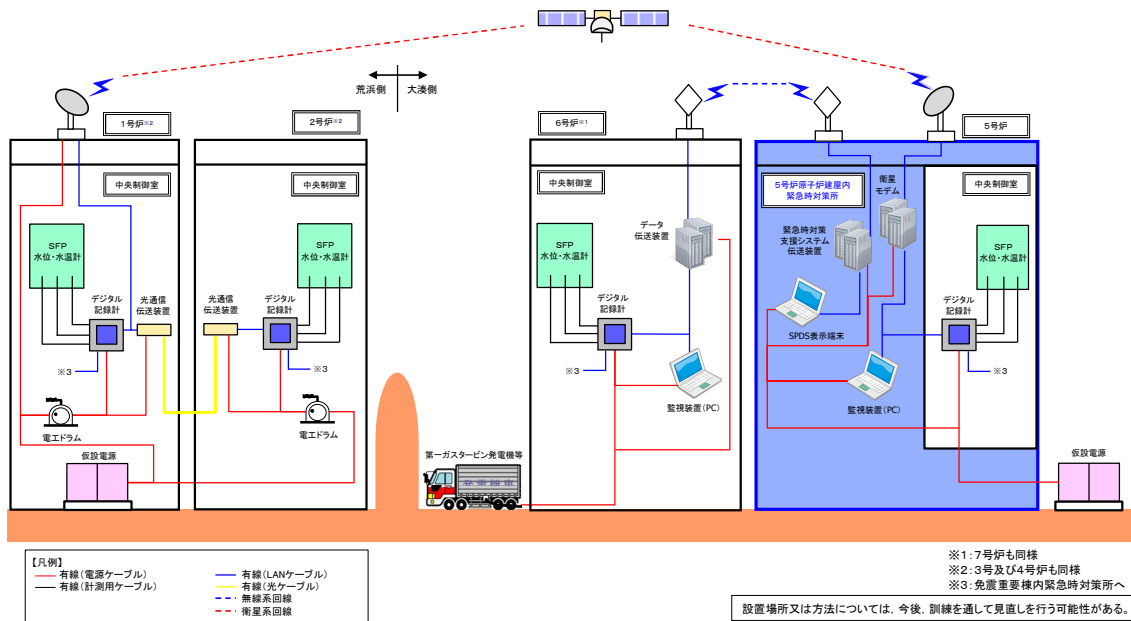 荒浜側
大湊側
1号炉※2
2号炉※2
6号炉※1
5号炉
中央制御室
中央制御室
中央制御室
5号炉原子炉建屋内
緊急時対策所
衛星
モデム
中央制御室
SFP
水位・水温計
SFP
水位・水温計
SFP
水位・水温計
データ
伝送装置
緊急時対策
支援システム
伝送装置
SFP
水位・水温計
デジタル
記録計
光通信
伝送装置
光通信
伝送装置
デジタル
記録計
デジタル
記録計
SPDS表示端末
デジタル
記録計
※3
※3
※3
※3
監視装置(PC)
監視装置(PC)
電工ドラム
電工ドラム
仮設電源
第一ガスタービン発電機等
発電機車
仮設電源
【凡例】
有線(電源ケーブル)
有線(計測用ケーブル)
有線(LANケーブル)
有線(光ケーブル)
無線系回線
衛星系回線
※1:7号炉も同様
※2:3号及び4号炉も同様
※3:免震重要棟内緊急時対策所へ
設置場所又は方法については，今後，訓練を通して見直しを行う可能性がある。